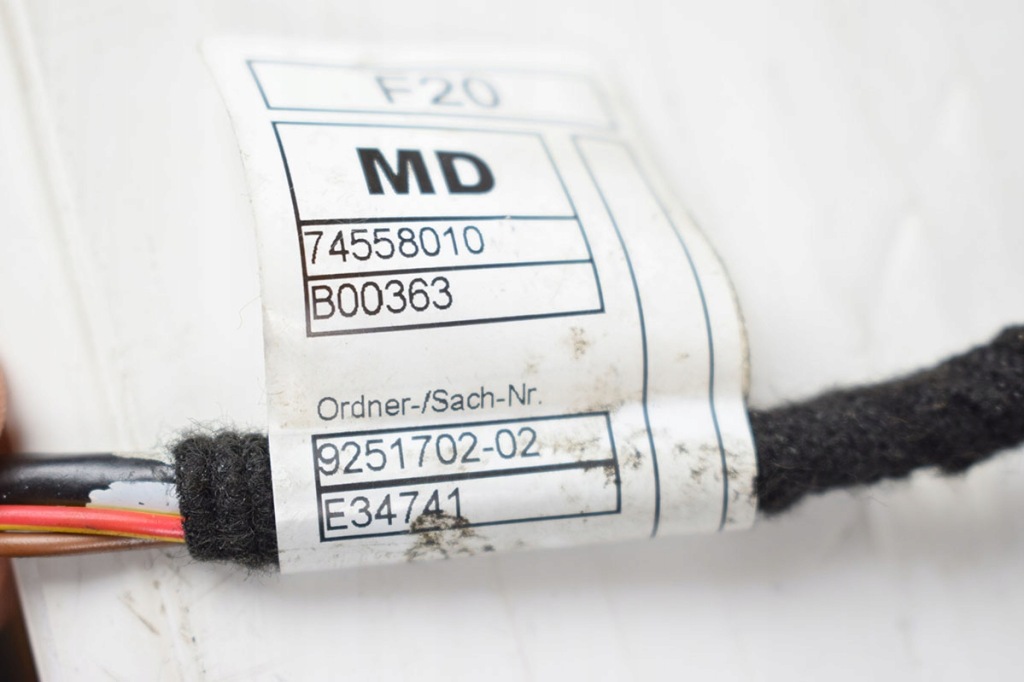 F20
MD
74558010
B00363
Ordner-/Sach-Nr.
9251702-02
E34741